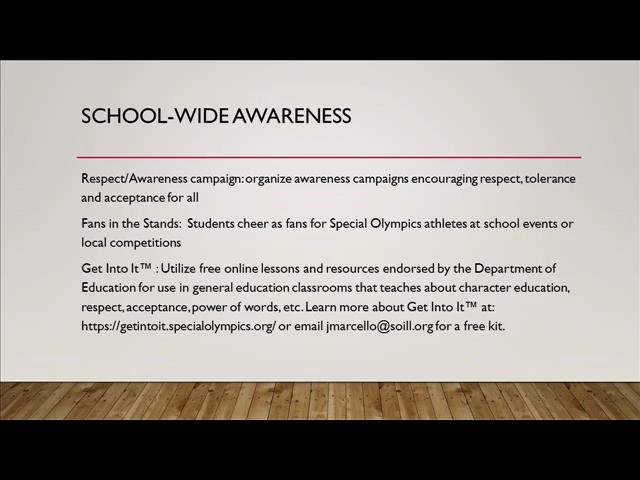 SCHOOL-WIDE AWARENESS
Respect/Awareness campaign: organize awareness campaigns encouraging respect, tolerance
and acceptance for all
Fans in the Stands: Students cheer as fans for Special Olympics athletes at school events or
local competitions
Get Into It™ : Utilize free online lessons and resources endorsed by the Department of
Education for use in general education classrooms that teaches about character education,
respect, acceptance, power of words, etc. Learn more about Get Into It™ at:
https://getintoit.specialolympics.org/ or email jmarcello@soill.org for a free kit.